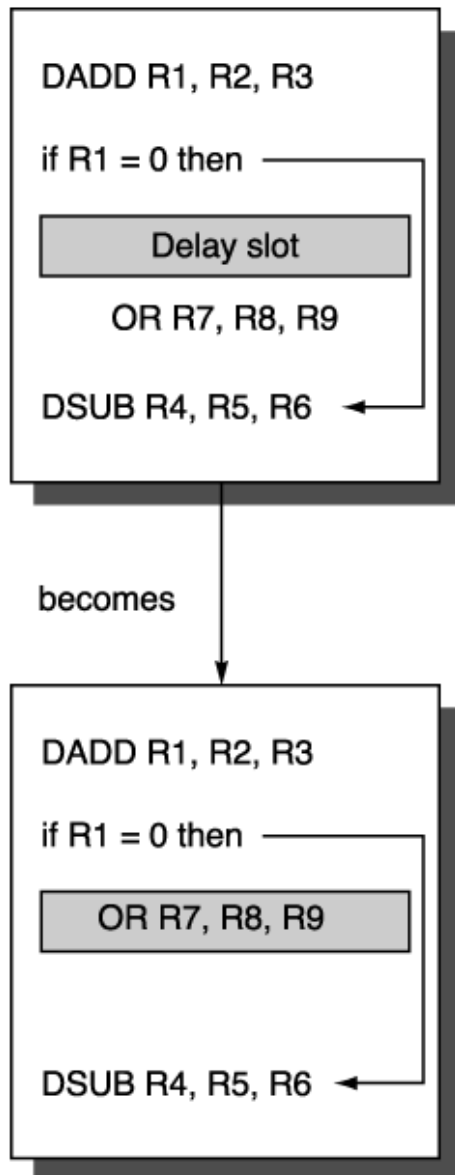 DADD R1, R2, R3
if R1 = 0 then
Delay slot
OR R7, R8, R9
DSUB R4, R5, R6
becomes
DADD R1, R2, R3
if R1 = 0 then
OR R7, R8, R9
DSUB R4, R5, R6